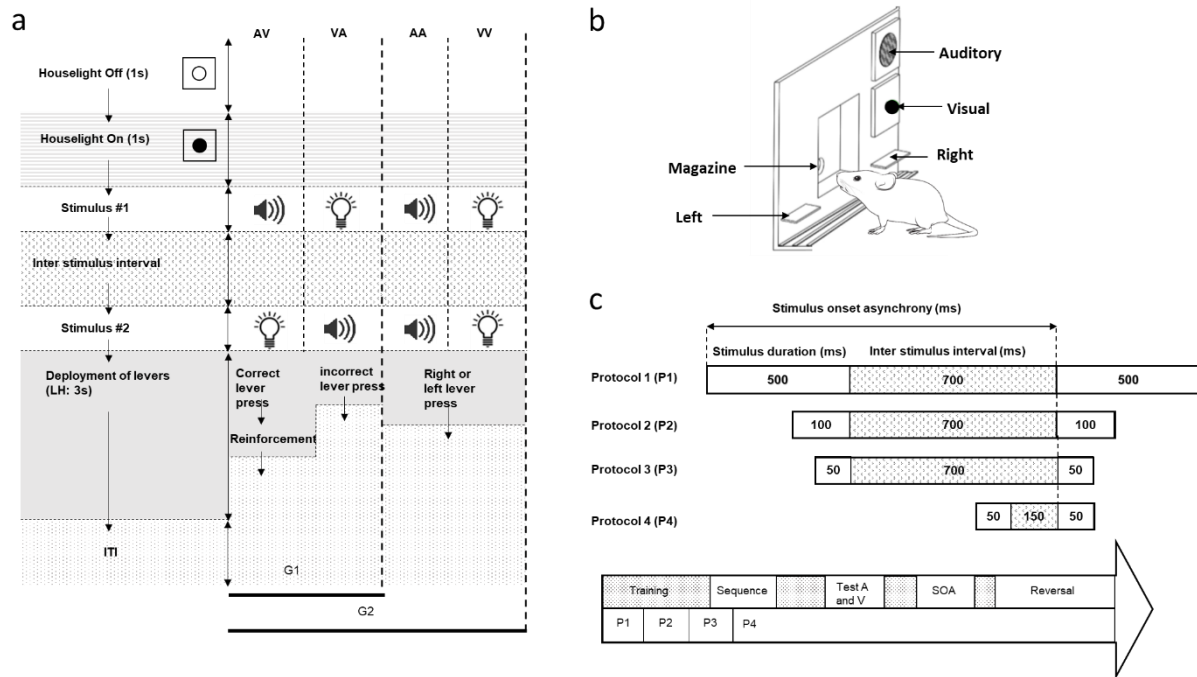 a
AV VA AA VV
Houselight Off (1s)
Houselight On (1s)
Stimulus #1
Inter stimulus interval
Stimulus #2
Deployment of levers
(LH: 3s)
Correct
lever
press
Reinforcement
incorrect
lever press
Right or
left lever
press
ITI
G1
G2
b
Auditory
Visual
Right
Magazine
Left
c
Stimulus onset asynchrony (ms)
Stimulus duration (ms) Inter stimulus interval (ms)
Protocol 1 (P1) 500 700 500
Protocol 2 (P2) 100 700 100
Protocol 3 (P3) 50 700 50
Protocol 4 (P4) 50 150 50
Training Sequence Test A
and V SOA Reversal
P1 P2 P3 P4